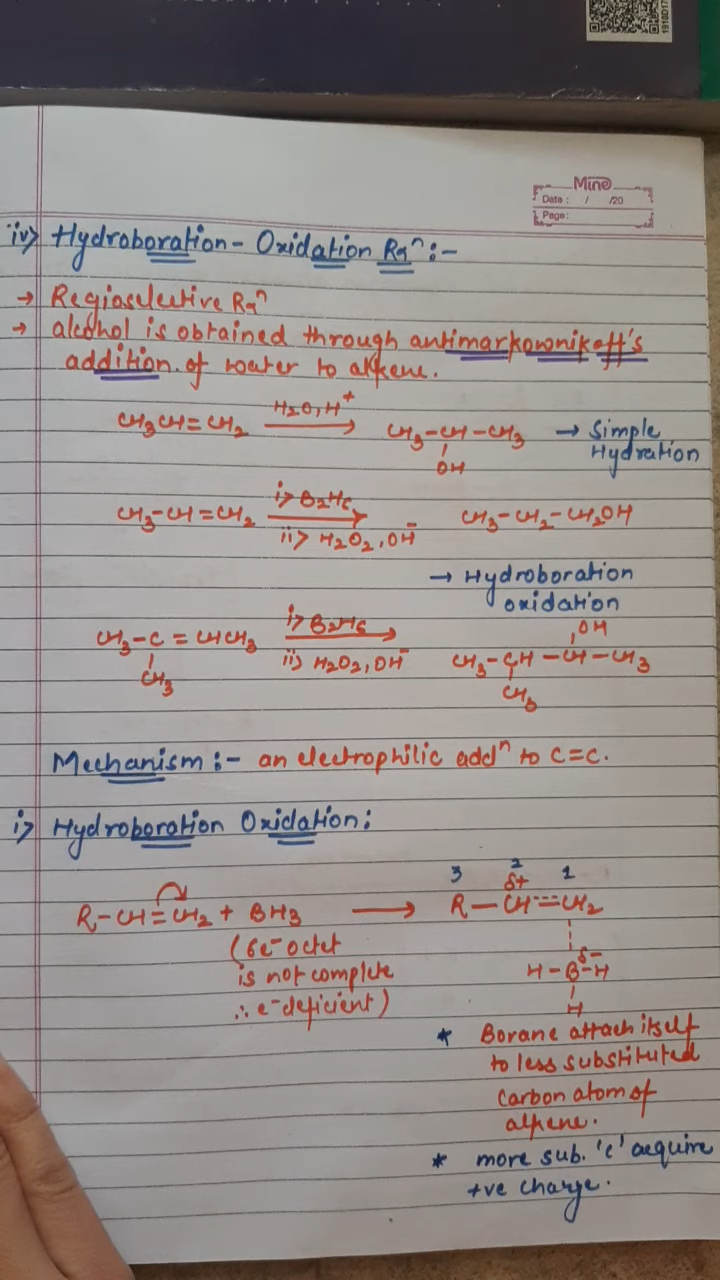 1910D17
Mine
Date : / /20
Page:
iv> Hydroboration - Oxidation Rxⁿ :-
→ Regioselective Rxⁿ
→ alcohol is obtained through antimarkownikoff's
addition of water to alkene.
CH3CH=CH2 H2O, H⁺ → CH3-CH-CH3 → Simple
OH Hydration
CH3-CH=CH2 i> B2H6 → CH3-CH2-CH2OH
ii> H2O2, OH⁻
→ Hydroboration
oxidation
OH
CH3-C=CHCH3 i> B2H6 → CH3-CH-CH-CH3
CH3 ii> H2O2, OH⁻ CH3
Mechanism :- an electrophilic addⁿ to C=C.
i> Hydroboration Oxidation :
3 2 1
δ+
R-CH=CH2 + BH3 → R-CH=CH2
(6e⁻ octet δ-
is not complete H-B-H
∴ e⁻deficient) H
* Borane attach itself
to less substituted
carbon atom of
alkene.
* more sub. 'c' acquire
+ve charge.